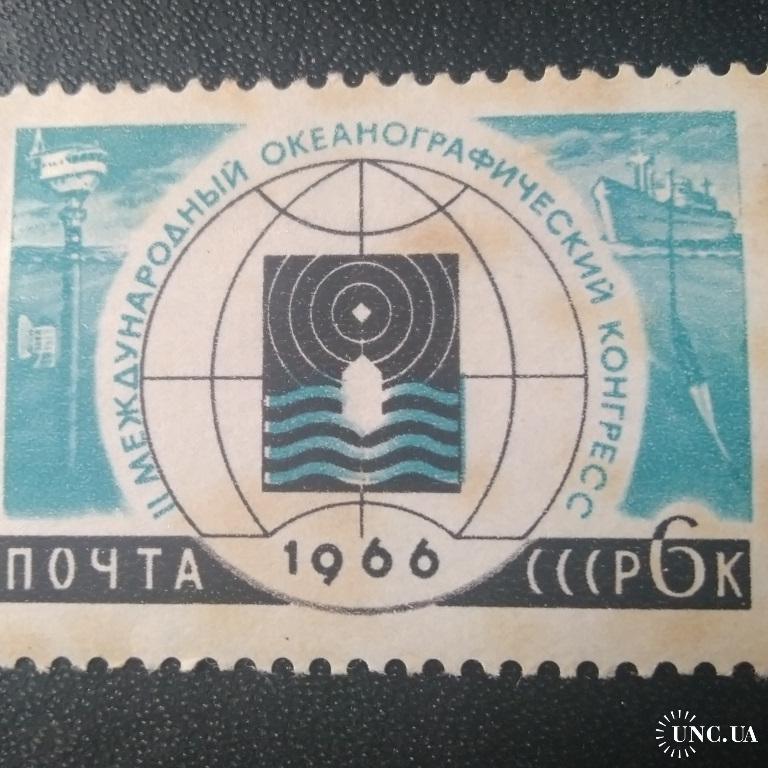 II МЕЖДУНАРОДНЫЙ ОКЕАНОГРАФИЧЕСКИЙ КОНГРЕСС
1966
ПОЧТА СССР 6 К
UNC.UA